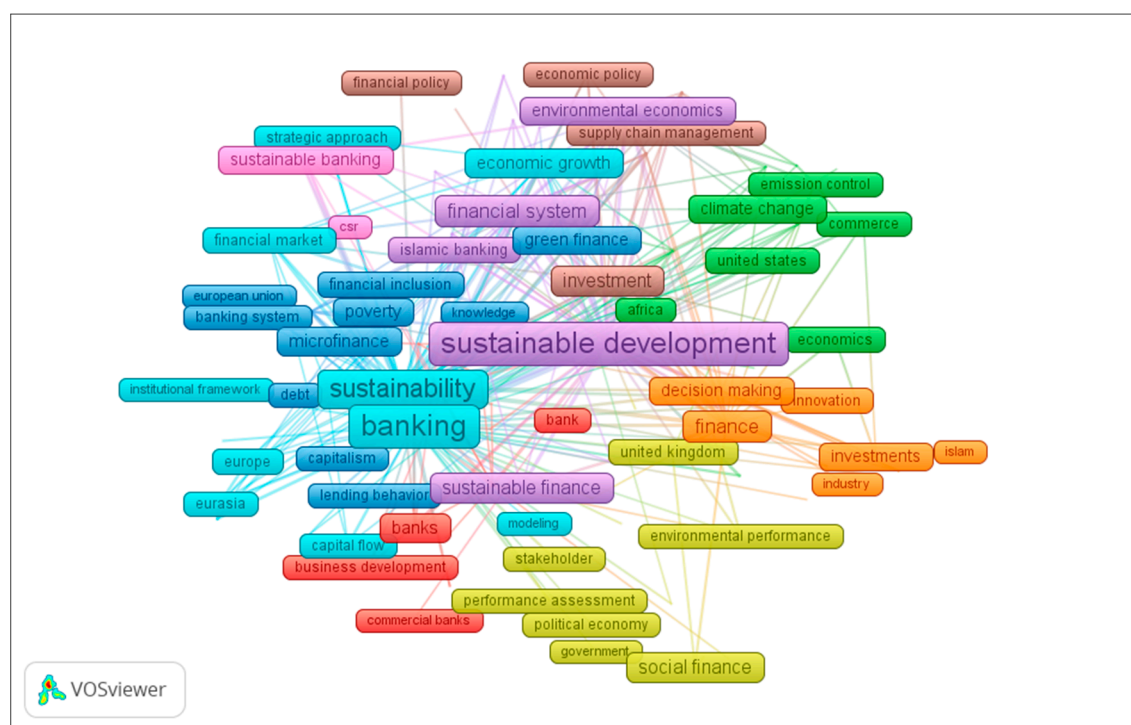 economic policy
financial policy
environmental economics
supply chain management
strategic approach
sustainable banking
economic growth
emission control
climate change
financial system
commerce
csr
financial market
green finance
islamic banking
united states
investment
financial inclusion
european union
poverty
knowledge
africa
banking system
sustainable development
economics
microfinance
institutional framework
sustainability
debt
decision making
innovation
banking
bank
finance
united kingdom
islam
investments
europe
capitalism
industry
eurasia
lending behavior
sustainable finance
banks
modeling
environmental performance
capital flow
stakeholder
business development
performance assessment
commercial banks
political economy
government
social finance
VOSviewer